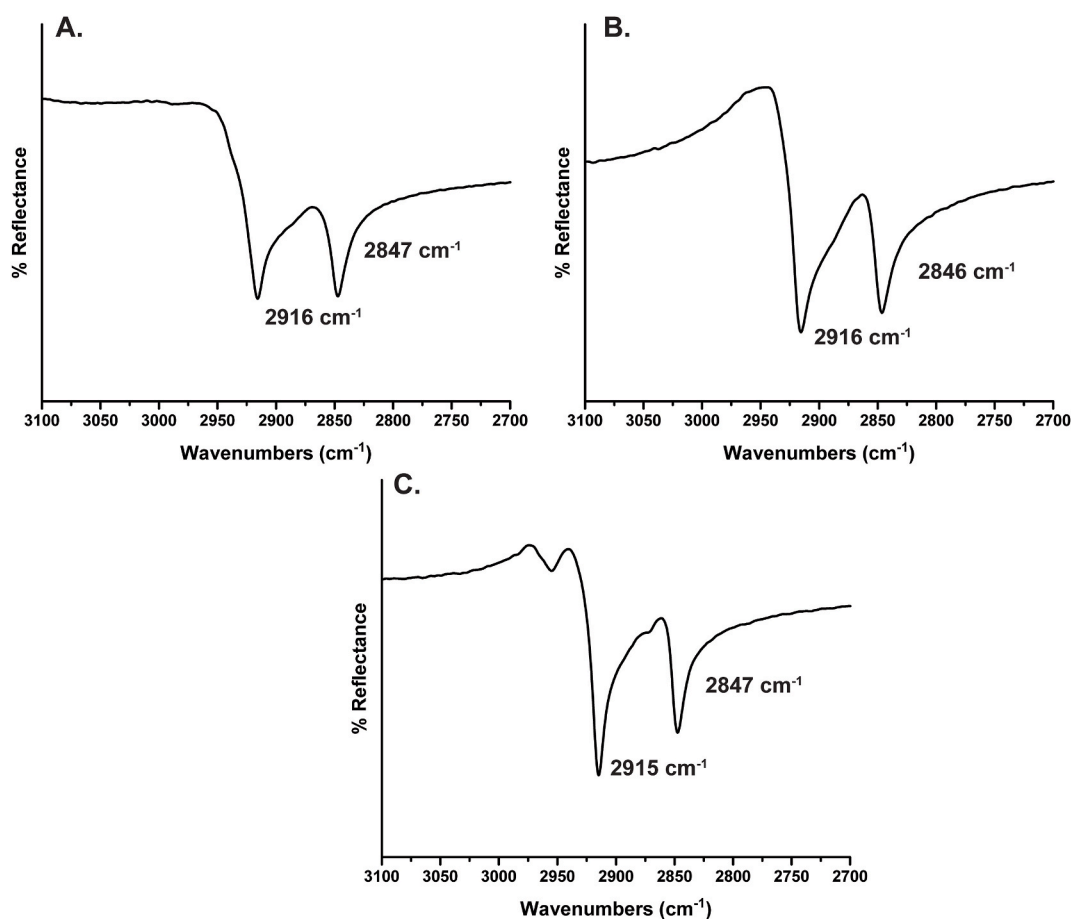 A.
% Reflectance
2847 cm⁻¹
2916 cm⁻¹
3100 3050 3000 2950 2900 2850 2800 2750 2700
Wavenumbers (cm⁻¹)
B.
% Reflectance
2846 cm⁻¹
2916 cm⁻¹
3100 3050 3000 2950 2900 2850 2800 2750 2700
Wavenumbers (cm⁻¹)
C.
% Reflectance
2847 cm⁻¹
2915 cm⁻¹
3100 3050 3000 2950 2900 2850 2800 2750 2700
Wavenumbers (cm⁻¹)